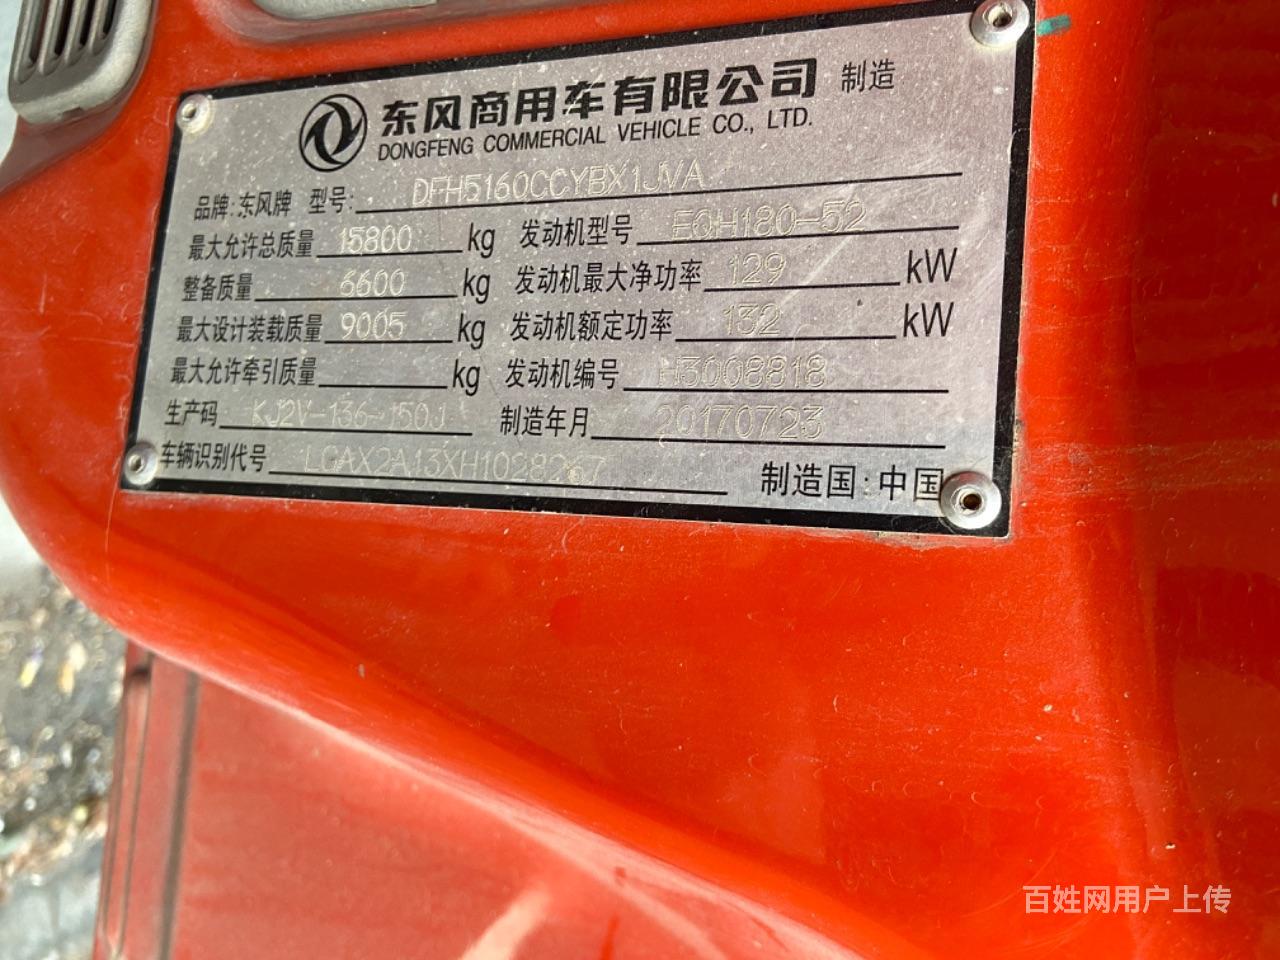 东风商用车有限公司 制造
DONGFENG COMMERCIAL VEHICLE CO., LTD.
品牌:东风牌 型号: DFH5160CCYBX1JVA
最大允许总质量 15800 kg 发动机型号 EQH180-52
整备质量 6600 kg 发动机最大净功率 129 kW
最大设计装载质量 9005 kg 发动机额定功率 132 kW
最大允许牵引质量 kg 发动机编号 H3008818
生产码 KJ2V-136-150J 制造年月 20170723
车辆识别代号 LGAX2A13XH1028267 制造国:中国
百姓网用户上传